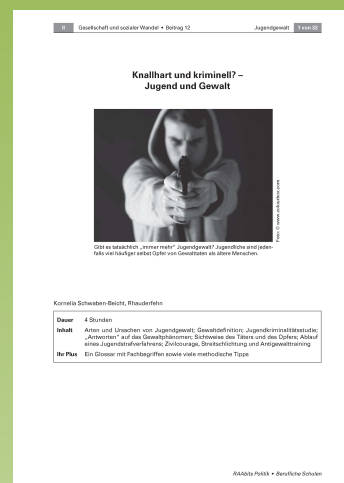 B Gesellschaft und sozialer Wandel • Beitrag 12 Jugendgewalt 1 von 32
Knallhart und kriminell? –
Jugend und Gewalt
Gibt es tatsächlich „immer mehr“ Jugendgewalt? Jugendliche sind jeden-
falls viel häufiger selbst Opfer von Gewalttaten als ältere Menschen.
Foto: © www.colourbox.com
Kornelia Schwaben-Beicht, Rhauderfehn
Dauer 4 Stunden
Inhalt Arten und Ursachen von Jugendgewalt; Gewaltdefinition; Jugendkriminalitätsstudie;
„Antworten“ auf das Gewaltphänomen; Sichtweise des Täters und des Opfers; Ablauf
eines Jugendstrafverfahrens; Zivilcourage, Streitschlichtung und Antigewalttraining
Ihr Plus Ein Glossar mit Fachbegriffen sowie viele methodische Tipps
RAAbits Politik • Berufliche Schulen